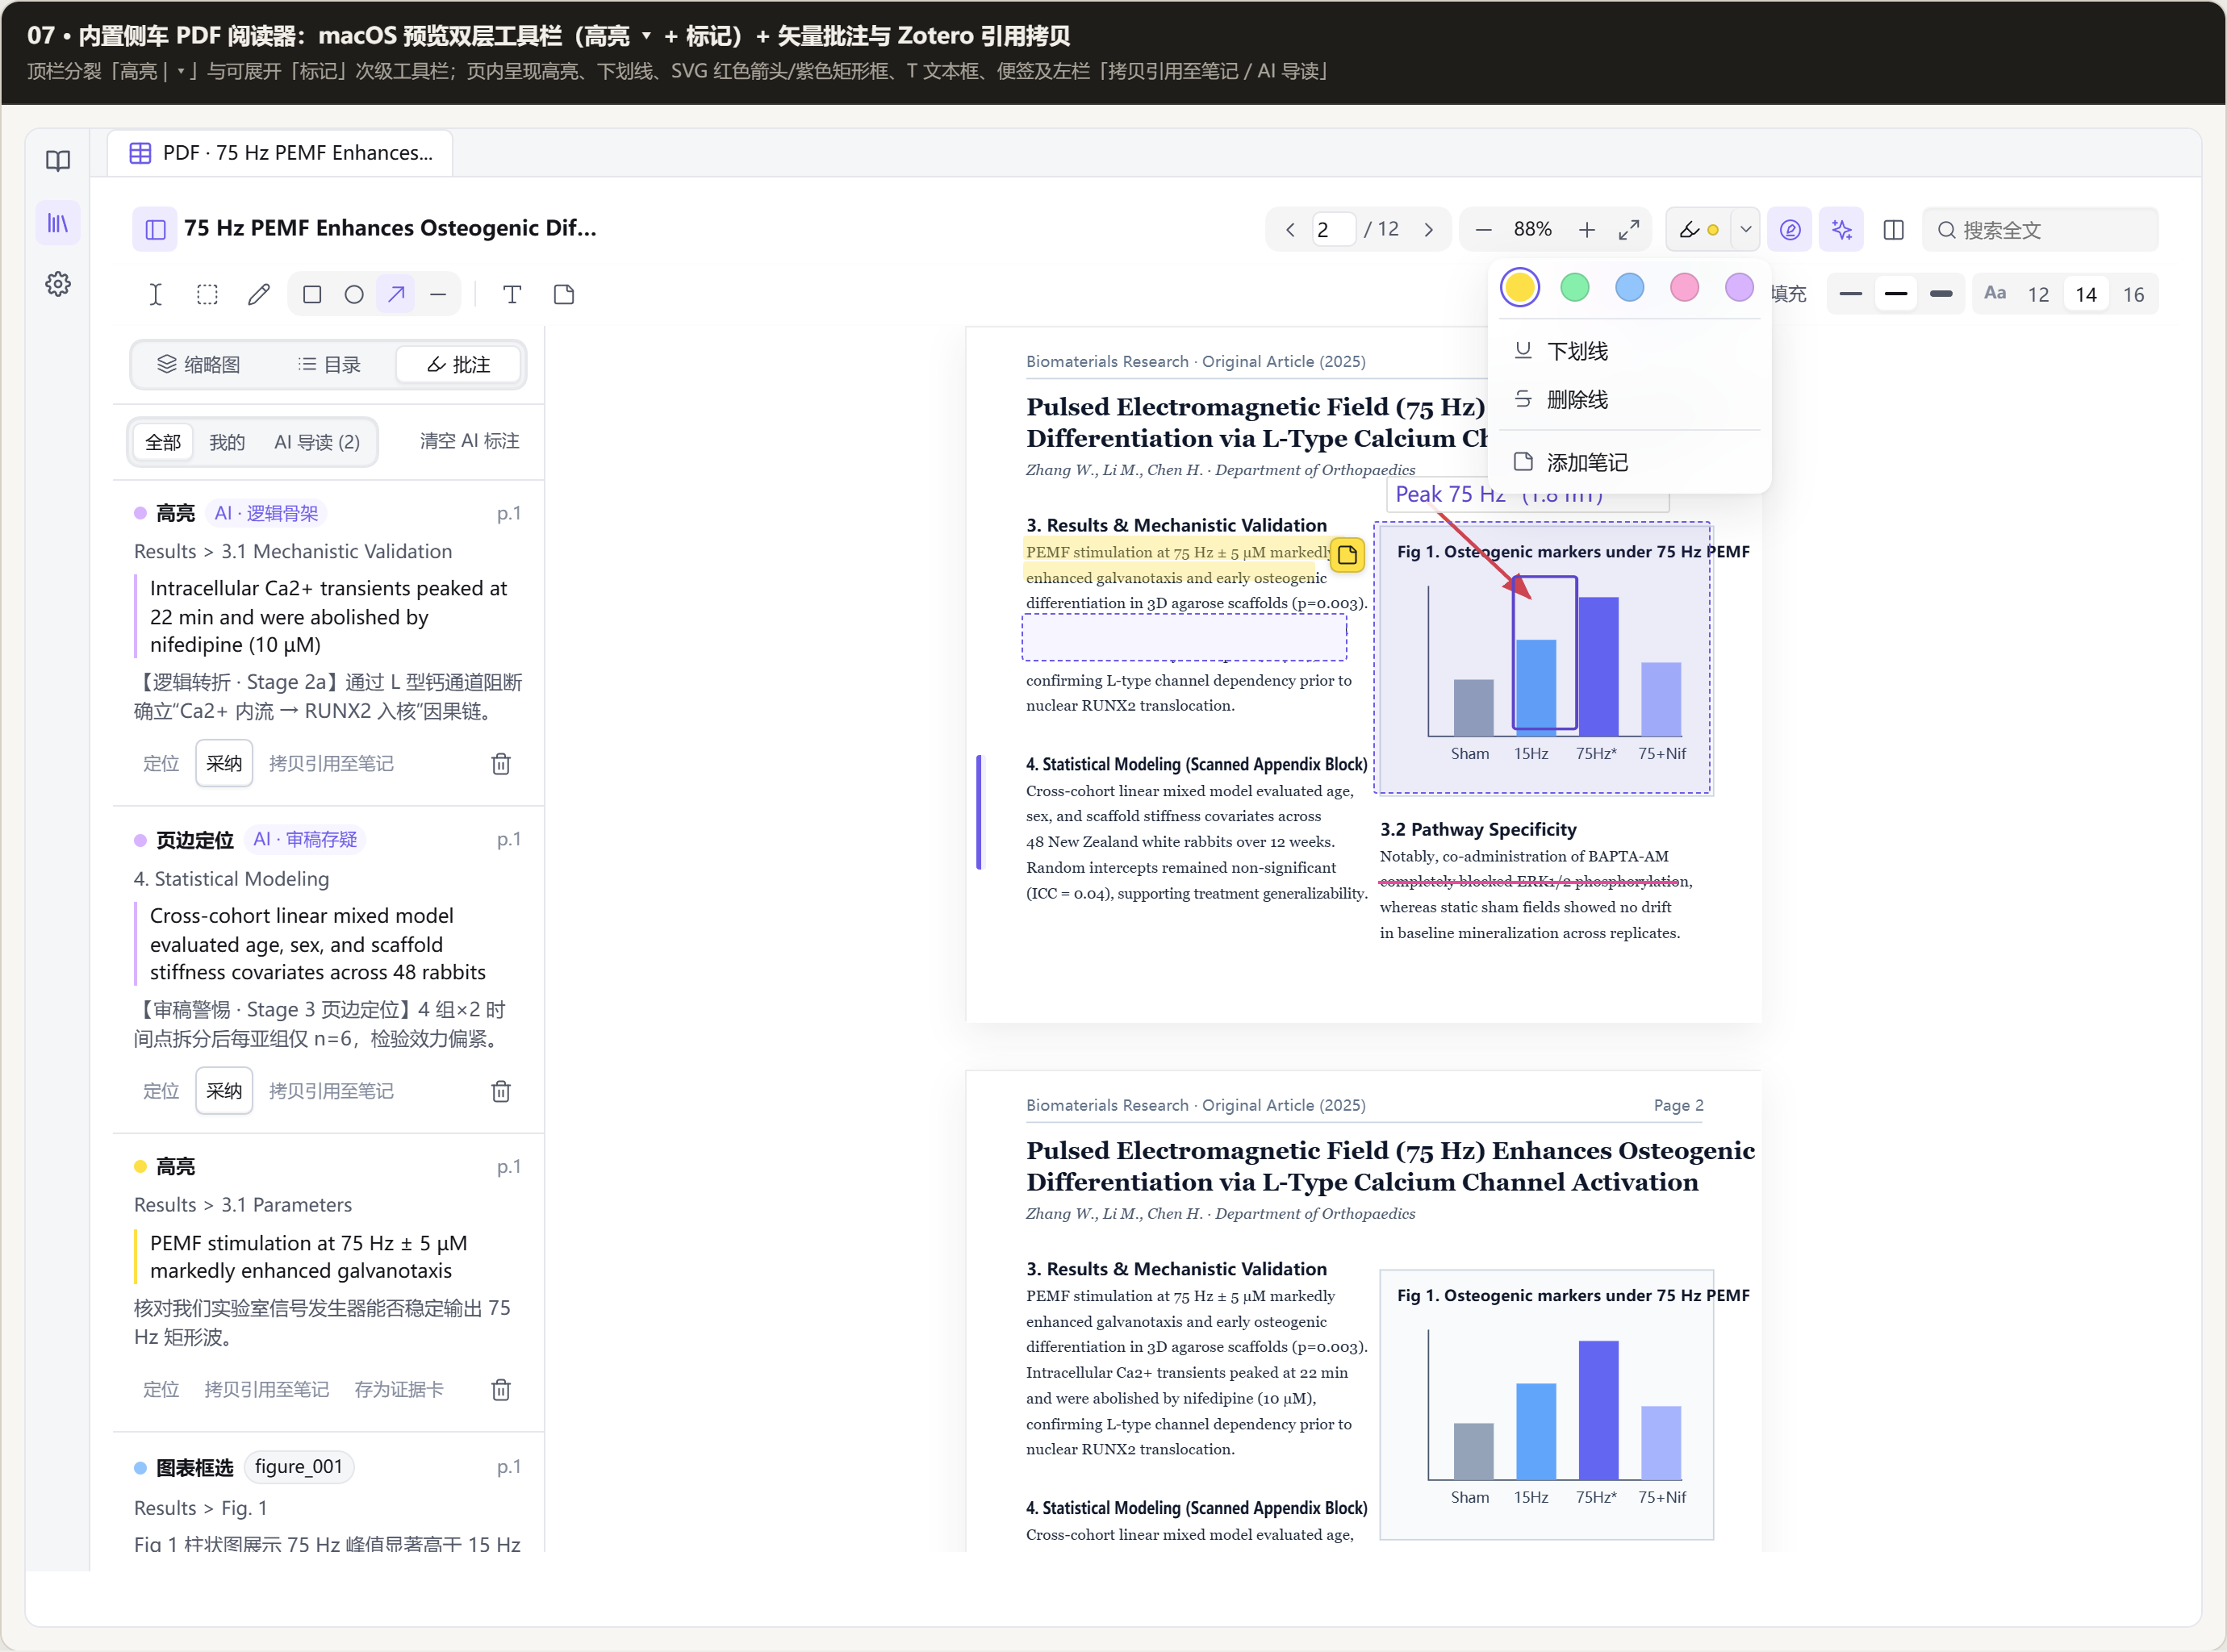 07 • 内置侧车 PDF 阅读器：macOS 预览双层工具栏（高亮 ▾ + 标记）+ 矢量批注与 Zotero 引用拷贝
顶栏分裂「高亮 | ▾」与可展开「标记」次级工具栏；页内呈现高亮、下划线、SVG 红色箭头/紫色矩形框、T 文本框、便签及左栏「拷贝引用至笔记 / AI 导读」
PDF · 75 Hz PEMF Enhances...
75 Hz PEMF Enhances Osteogenic Dif...
2 / 12
88%
搜索全文
填充
Aa 12 14 16
下划线
删除线
添加笔记
缩略图 目录 批注
全部 我的 AI 导读 (2) 清空 AI 标注
高亮 AI · 逻辑骨架 p.1
Results > 3.1 Mechanistic Validation
Intracellular Ca2+ transients peaked at
22 min and were abolished by
nifedipine (10 μM)
【逻辑转折 · Stage 2a】通过 L 型钙通道阻断
确立“Ca2+ 内流 → RUNX2 入核”因果链。
定位 采纳 拷贝引用至笔记
页边定位 AI · 审稿存疑 p.1
4. Statistical Modeling
Cross-cohort linear mixed model
evaluated age, sex, and scaffold
stiffness covariates across 48 rabbits
【审稿警惕 · Stage 3 页边定位】4 组×2 时
间点拆分后每亚组仅 n=6，检验效力偏紧。
定位 采纳 拷贝引用至笔记
高亮 p.1
Results > 3.1 Parameters
PEMF stimulation at 75 Hz ± 5 μM
markedly enhanced galvanotaxis
核对我们实验室信号发生器能否稳定输出 75
Hz 矩形波。
定位 拷贝引用至笔记 存为证据卡
图表框选 figure_001 p.1
Results > Fig. 1
Fig 1 柱状图展示 75 Hz 峰值显著高于 15 Hz
Biomaterials Research · Original Article (2025)
Pulsed Electromagnetic Field (75 Hz)
Differentiation via L-Type Calcium Ch
Zhang W., Li M., Chen H. · Department of Orthopaedics
Peak 75 Hz (1.8 mT)
3. Results & Mechanistic Validation
PEMF stimulation at 75 Hz ± 5 μM markedly
enhanced galvanotaxis and early osteogenic
differentiation in 3D agarose scaffolds (p=0.003).
confirming L-type channel dependency prior to
nuclear RUNX2 translocation.
4. Statistical Modeling (Scanned Appendix Block)
Cross-cohort linear mixed model evaluated age,
sex, and scaffold stiffness covariates across
48 New Zealand white rabbits over 12 weeks.
Random intercepts remained non-significant
(ICC = 0.04), supporting treatment generalizability.
Fig 1. Osteogenic markers under 75 Hz PEMF
Sham 15Hz 75Hz* 75+Nif
3.2 Pathway Specificity
Notably, co-administration of BAPTA-AM
completely blocked ERK1/2 phosphorylation,
whereas static sham fields showed no drift
in baseline mineralization across replicates.
Biomaterials Research · Original Article (2025) Page 2
Pulsed Electromagnetic Field (75 Hz) Enhances Osteogenic
Differentiation via L-Type Calcium Channel Activation
Zhang W., Li M., Chen H. · Department of Orthopaedics
3. Results & Mechanistic Validation
PEMF stimulation at 75 Hz ± 5 μM markedly
enhanced galvanotaxis and early osteogenic
differentiation in 3D agarose scaffolds (p=0.003).
Intracellular Ca2+ transients peaked at 22 min
and were abolished by nifedipine (10 μM),
confirming L-type channel dependency prior to
nuclear RUNX2 translocation.
4. Statistical Modeling (Scanned Appendix Block)
Cross-cohort linear mixed model evaluated age,
Fig 1. Osteogenic markers under 75 Hz PEMF
Sham 15Hz 75Hz* 75+Nif